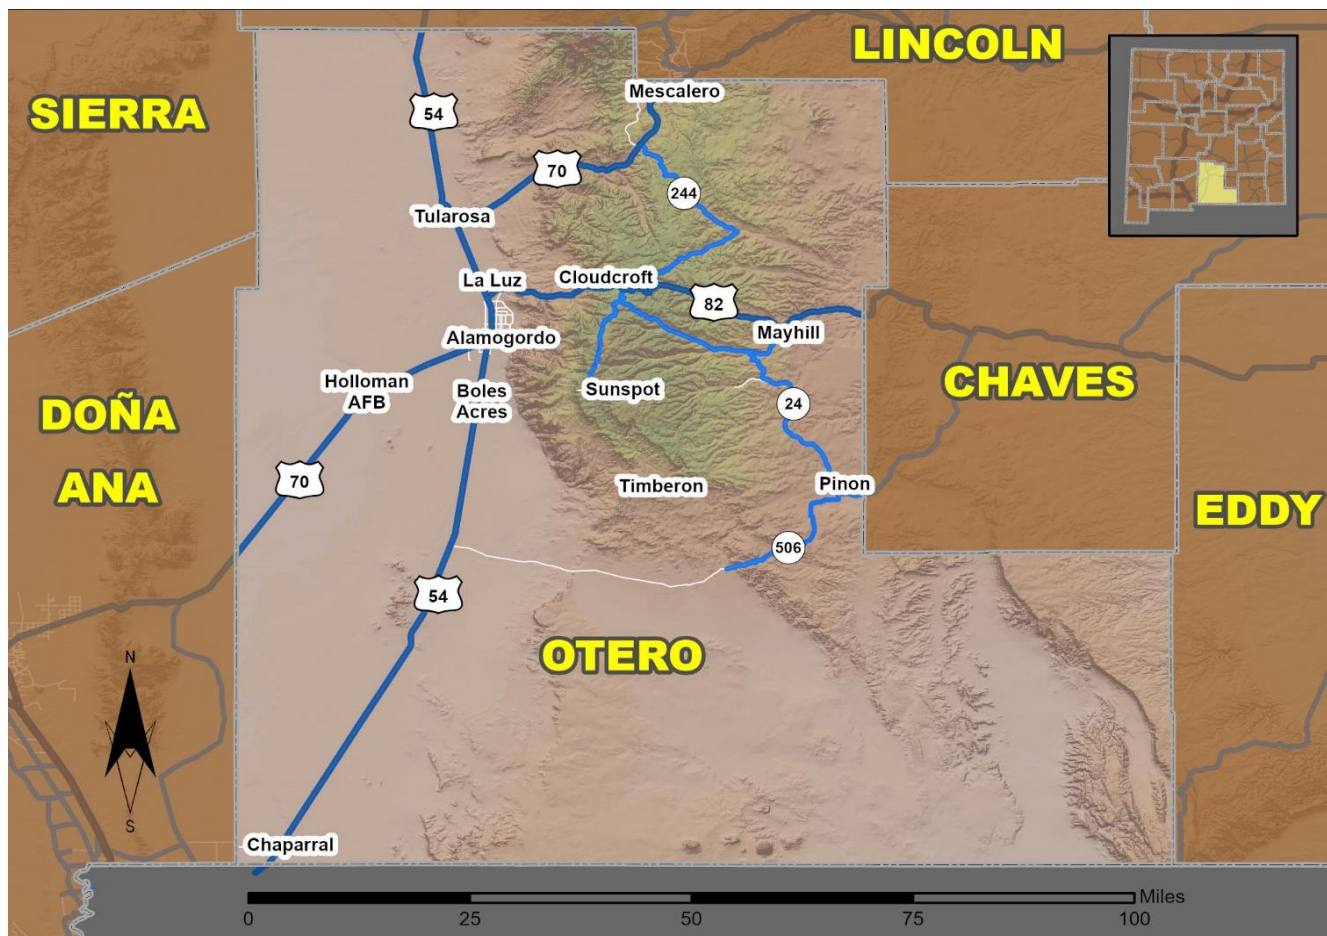 LINCOLN
SIERRA
Mescalero
54
70
244
Tularosa
La Luz
Cloudcroft
82
Mayhill
Alamogordo
Holloman
AFB
Boles
Acres
Sunspot
24
CHAVES
DOÑA
ANA
70
Timberon
Pinon
EDDY
506
54
OTERO
N
S
Chaparral
Miles
0
25
50
75
100